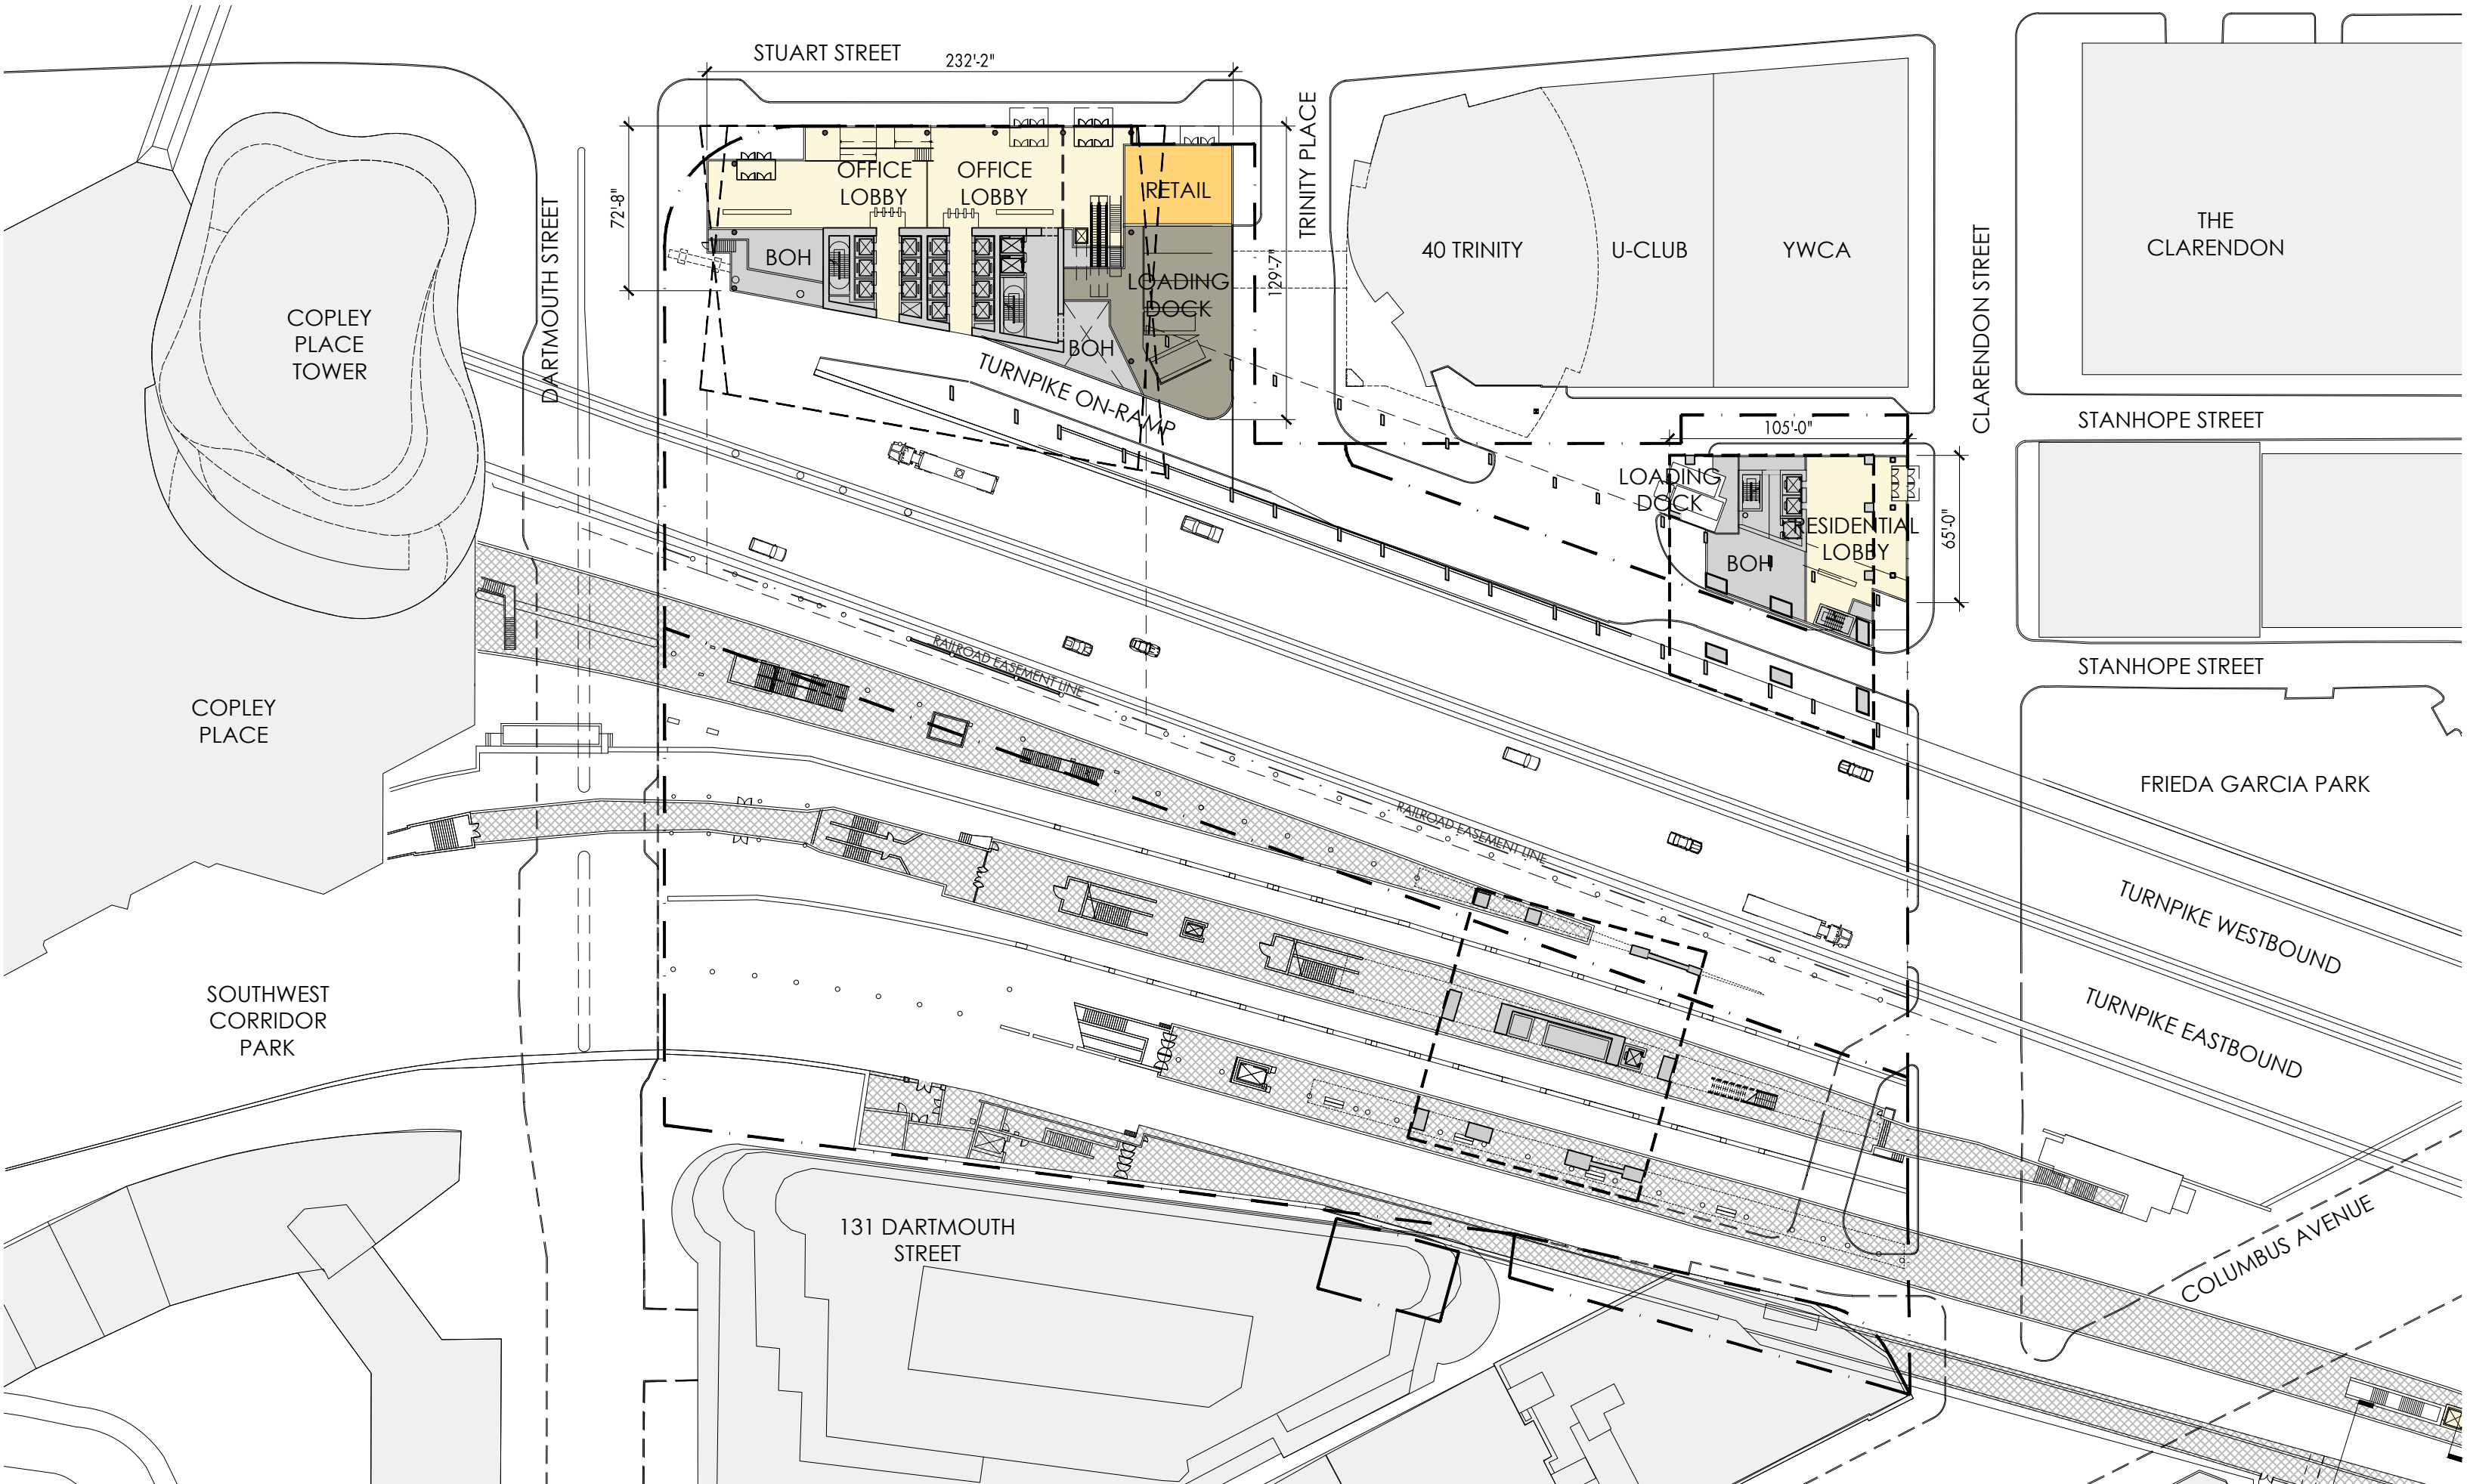 STUART STREET
232'-2"
72'-8"
129'-7"
TRINITY PLACE
DARTMOUTH STREET
CLARENDON STREET
OFFICE
LOBBY
OFFICE
LOBBY
RETAIL
BOH
LOADING
DOCK
BOH
TURNPIKE ON-RAMP
40 TRINITY
U-CLUB
YWCA
THE
CLARENDON
COPLEY
PLACE
TOWER
STANHOPE STREET
105'-0"
65'-0"
LOADING
DOCK
RESIDENTIAL
LOBBY
BOH
STANHOPE STREET
RAILROAD EASEMENT LINE
COPLEY
PLACE
FRIEDA GARCIA PARK
RAILROAD EASEMENT LINE
TURNPIKE WESTBOUND
TURNPIKE EASTBOUND
SOUTHWEST
CORRIDOR
PARK
131 DARTMOUTH
STREET
COLUMBUS AVENUE